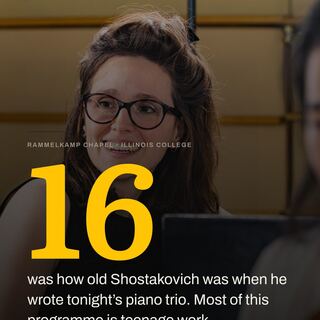 RAMMELKAMP CHAPEL · ILLINOIS COLLEGE
16
was how old Shostakovich was when he
wrote tonight's piano trio. Most of this
programme is teenage work